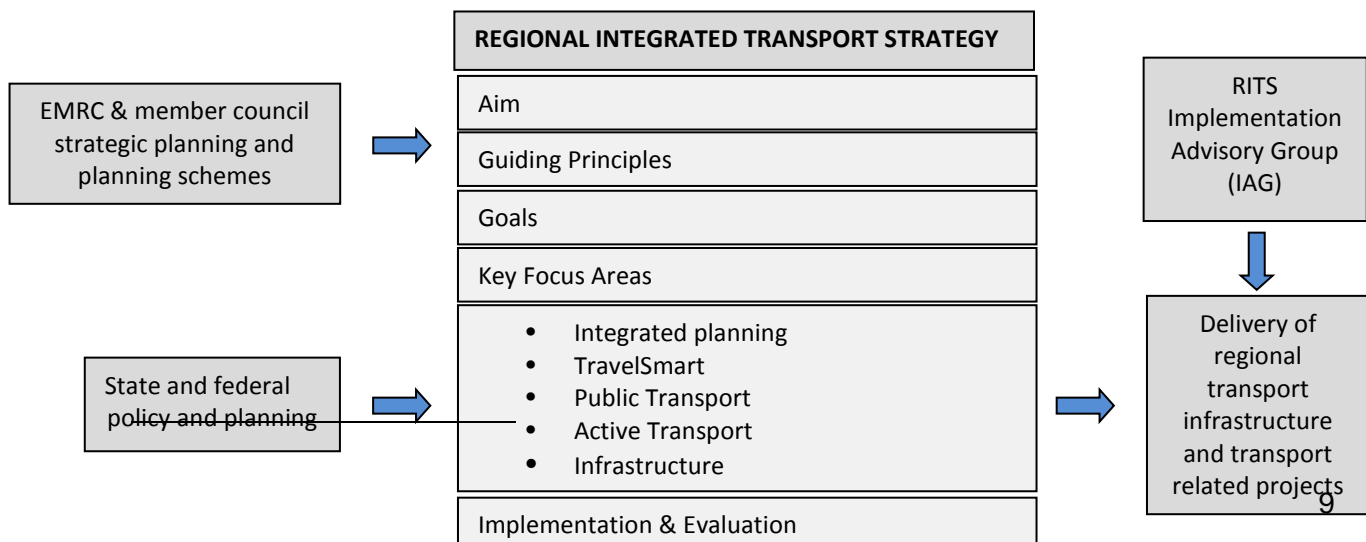 REGIONAL INTEGRATED TRANSPORT STRATEGY
EMRC & member council
strategic planning and
planning schemes
State and federal
policy and planning
Aim
Guiding Principles
Goals
Key Focus Areas
• Integrated planning
• TravelSmart
• Public Transport
• Active Transport
• Infrastructure
Implementation & Evaluation
RITS
Implementation
Advisory Group
(IAG)
Delivery of
regional
transport
infrastructure
and transport
related projects
9